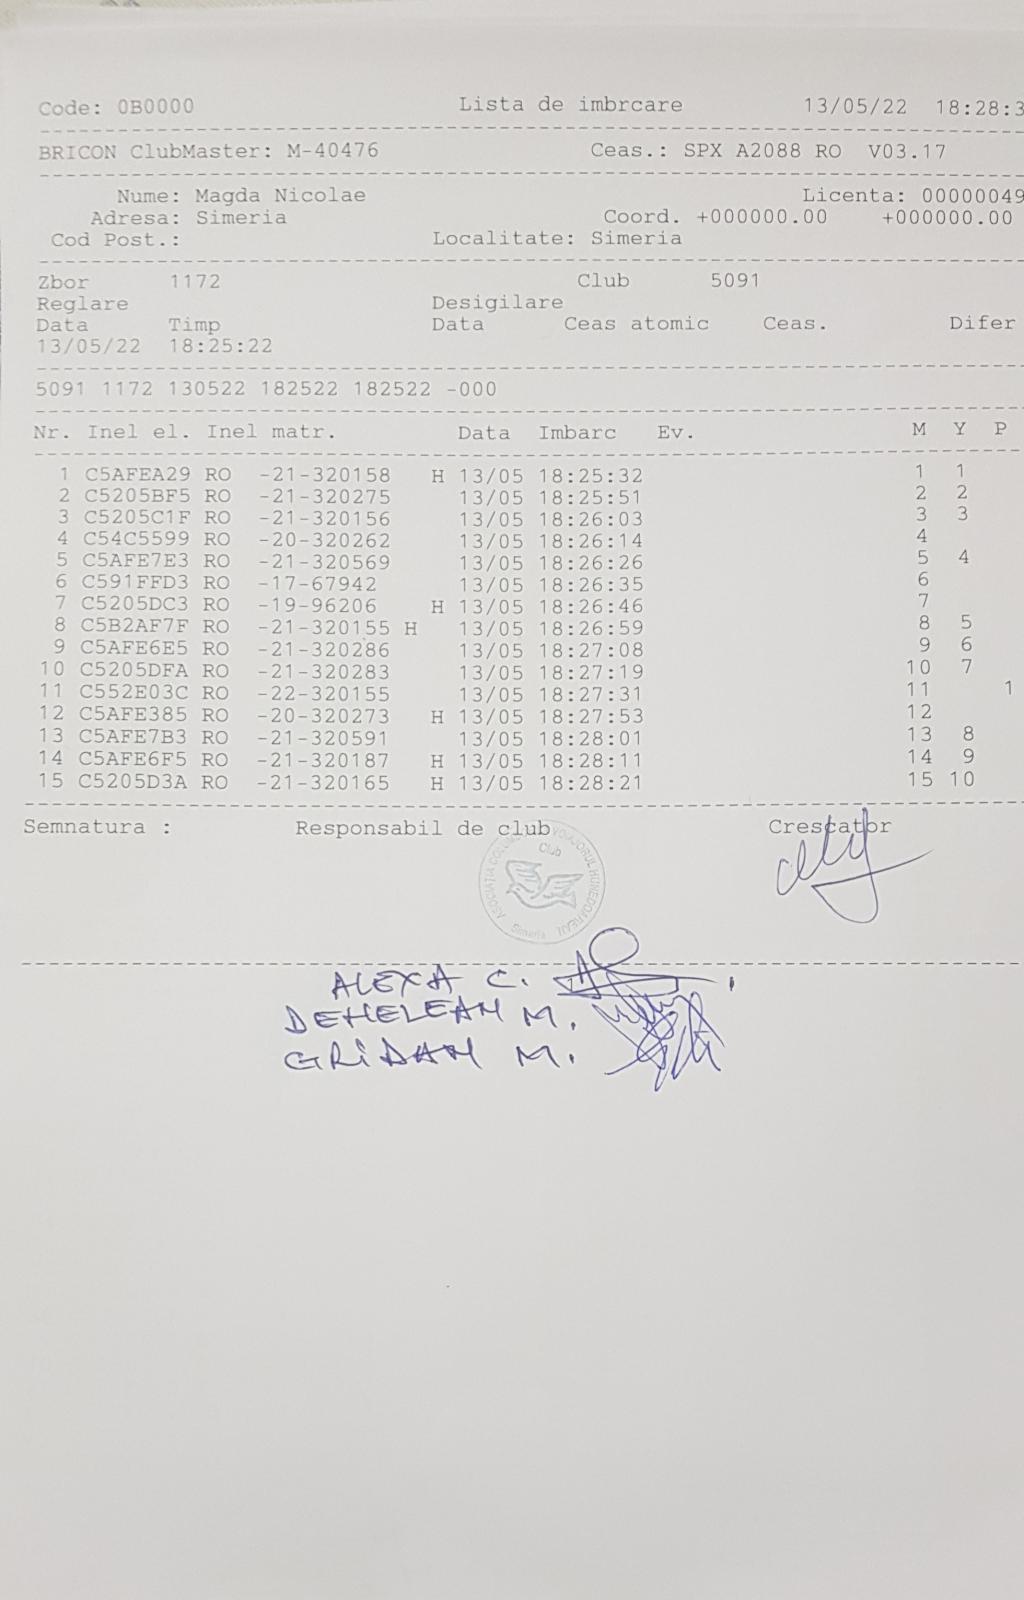 Code: 0B0000 Lista de imbrcare 13/05/22 18:28:3
BRICON ClubMaster: M-40476 Ceas.: SPX A2088 RO V03.17
Nume: Magda Nicolae Licenta: 00000049
Adresa: Simeria Coord. +000000.00 +000000.00
Cod Post.: Localitate: Simeria
Zbor 1172 Club 5091
Reglare Desigilare
Data Timp Data Ceas atomic Ceas. Difer
13/05/22 18:25:22
5091 1172 130522 182522 182522 -000
Nr. Inel el. Inel matr. Data Imbarc Ev. M Y P
1 C5AFEA29 RO -21-320158 H 13/05 18:25:32 1 1
2 C5205BF5 RO -21-320275 13/05 18:25:51 2 2
3 C5205C1F RO -21-320156 13/05 18:26:03 3 3
4 C54C5599 RO -20-320262 13/05 18:26:14 4
5 C5AFE7E3 RO -21-320569 13/05 18:26:26 5 4
6 C591FFD3 RO -17-67942 13/05 18:26:35 6
7 C5205DC3 RO -19-96206 H 13/05 18:26:46 7
8 C5B2AF7F RO -21-320155 H 13/05 18:26:59 8 5
9 C5AFE6E5 RO -21-320286 13/05 18:27:08 9 6
10 C5205DFA RO -21-320283 13/05 18:27:19 10 7
11 C552E03C RO -22-320155 13/05 18:27:31 11 1
12 C5AFE385 RO -20-320273 H 13/05 18:27:53 12
13 C5AFE7B3 RO -21-320591 13/05 18:28:01 13 8
14 C5AFE6F5 RO -21-320187 H 13/05 18:28:11 14 9
15 C5205D3A RO -21-320165 H 13/05 18:28:21 15 10
Semnatura : Responsabil de club Crescator
ASOCIATIA HUNEDOREAN
Club
Simeria
ALEXA C.
DEHELEAN M.
GRIDAN M.